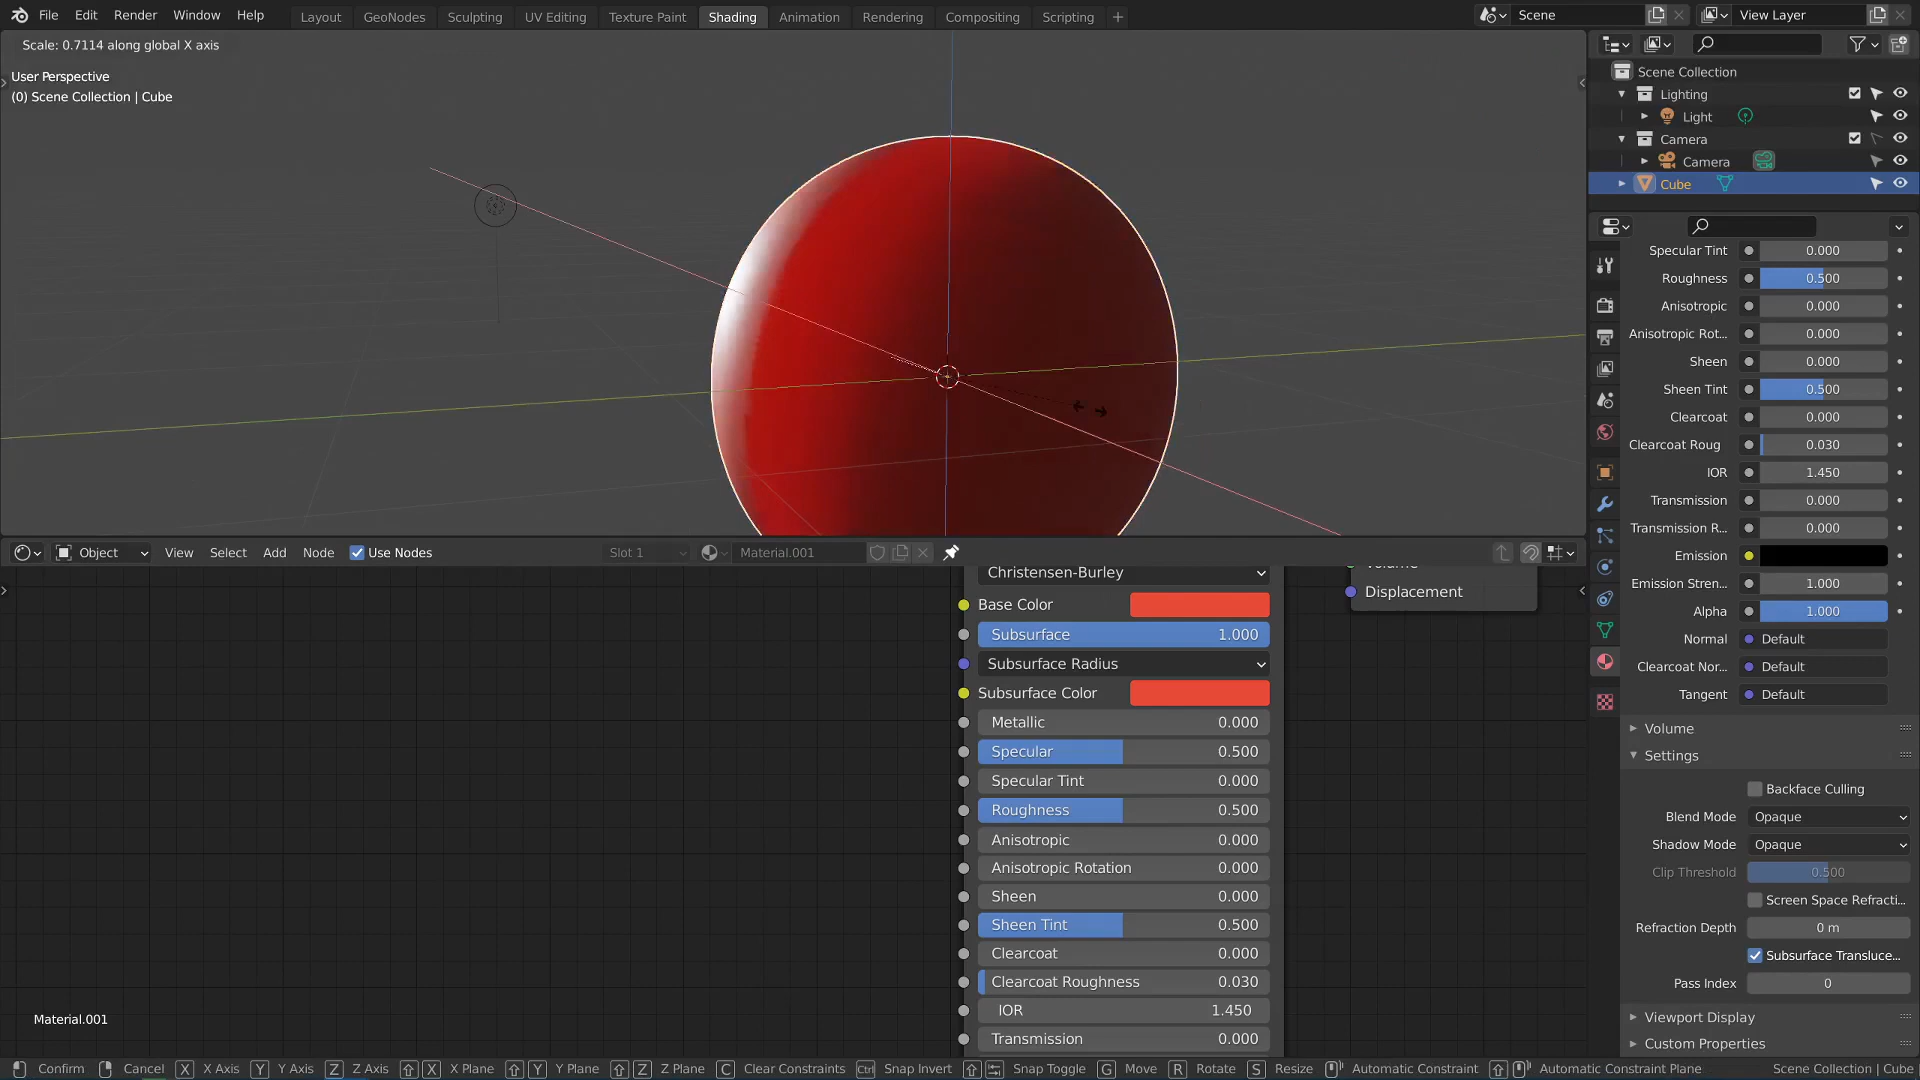 File Edit Render Window Help Layout GeoNodes Sculpting UV Editing Texture Paint Shading Animation Rendering Compositing Scripting + Scene View Layer
Scale: 0.7114 along global X axis
User Perspective
(0) Scene Collection | Cube
Scene Collection
Lighting
Light
Camera
Camera
Cube
Specular Tint 0.000
Roughness 0.500
Anisotropic 0.000
Anisotropic Rot... 0.000
Sheen 0.000
Sheen Tint 0.500
Clearcoat 0.000
Clearcoat Roug 0.030
IOR 1.450
Transmission 0.000
Transmission R... 0.000
Emission
Emission Stren... 1.000
Alpha 1.000
Normal Default
Clearcoat Nor... Default
Tangent Default
Volume
Settings
Backface Culling
Blend Mode Opaque
Shadow Mode Opaque
Clip Threshold 0.500
Screen Space Refracti...
Refraction Depth 0 m
Subsurface Transluce...
Pass Index 0
Viewport Display
Custom Properties
Object View Select Add Node Use Nodes Slot 1 Material.001
Christensen-Burley
Base Color
Subsurface 1.000
Subsurface Radius
Subsurface Color
Metallic 0.000
Specular 0.500
Specular Tint 0.000
Roughness 0.500
Anisotropic 0.000
Anisotropic Rotation 0.000
Sheen 0.000
Sheen Tint 0.500
Clearcoat 0.000
Clearcoat Roughness 0.030
IOR 1.450
Transmission 0.000
Displacement
Material.001
Confirm Cancel X X Axis Y Y Axis Z Z Axis X X Plane Y Y Plane Z Z Plane C Clear Constraints Ctrl Snap Invert Snap Toggle G Move R Rotate S Resize Automatic Constraint Automatic Constraint Plane Scene Collection | Cube